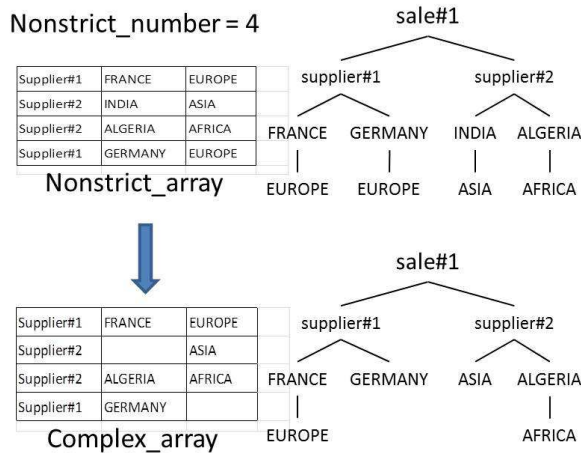 Nonstrict_number = 4
Supplier#1 FRANCE EUROPE
Supplier#2 INDIA ASIA
Supplier#2 ALGERIA AFRICA
Supplier#1 GERMANY EUROPE
Nonstrict_array
sale#1
supplier#1 supplier#2
FRANCE GERMANY INDIA ALGERIA
EUROPE EUROPE ASIA AFRICA
Supplier#1 FRANCE EUROPE
Supplier#2 ASIA
Supplier#2 ALGERIA AFRICA
Supplier#1 GERMANY
Complex_array
sale#1
supplier#1 supplier#2
FRANCE GERMANY ASIA ALGERIA
EUROPE AFRICA